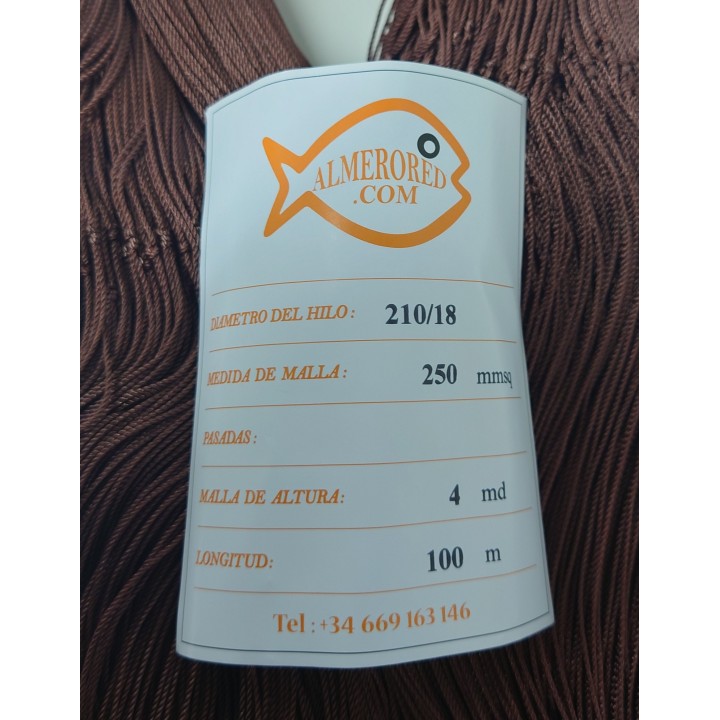 ALMERORED
.COM
DIAMETRO DEL HILO: 210/18
MEDIDA DE MALLA: 250 mmsq
PASADAS:
MALLA DE ALTURA: 4 md
LONGITUD: 100 m
Tel : +34 669 163 146